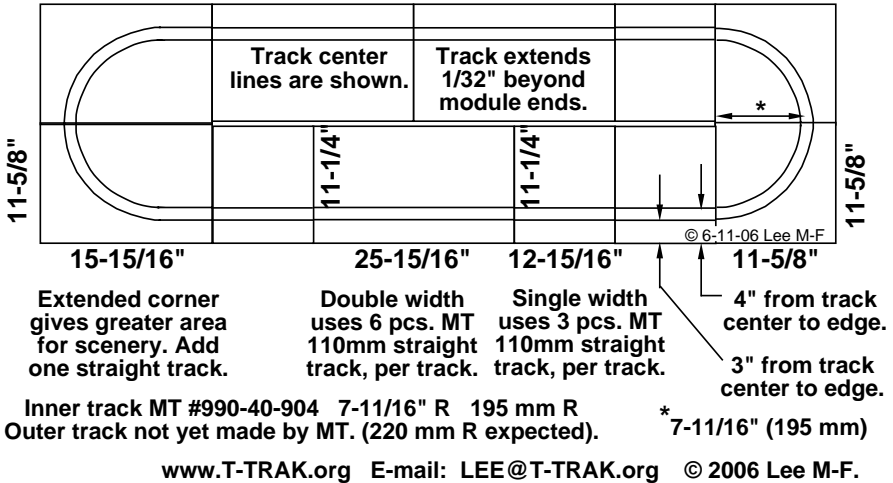 Track center
lines are shown.
Track extends
1/32" beyond
module ends.
*
11-5/8"
11-1/4"
11-1/4"
11-5/8"
© 6-11-06 Lee M-F
15-15/16"
25-15/16"
12-15/16"
11-5/8"
Extended corner
gives greater area
for scenery. Add
one straight track.
Double width
uses 6 pcs. MT
110mm straight
track, per track.
Single width
uses 3 pcs. MT
110mm straight
track, per track.
4" from track
center to edge.
3" from track
center to edge.
Inner track MT #990-40-904 7-11/16" R 195 mm R
Outer track not yet made by MT. (220 mm R expected).
* 7-11/16" (195 mm)
www.T-TRAK.org E-mail: LEE@T-TRAK.org © 2006 Lee M-F.